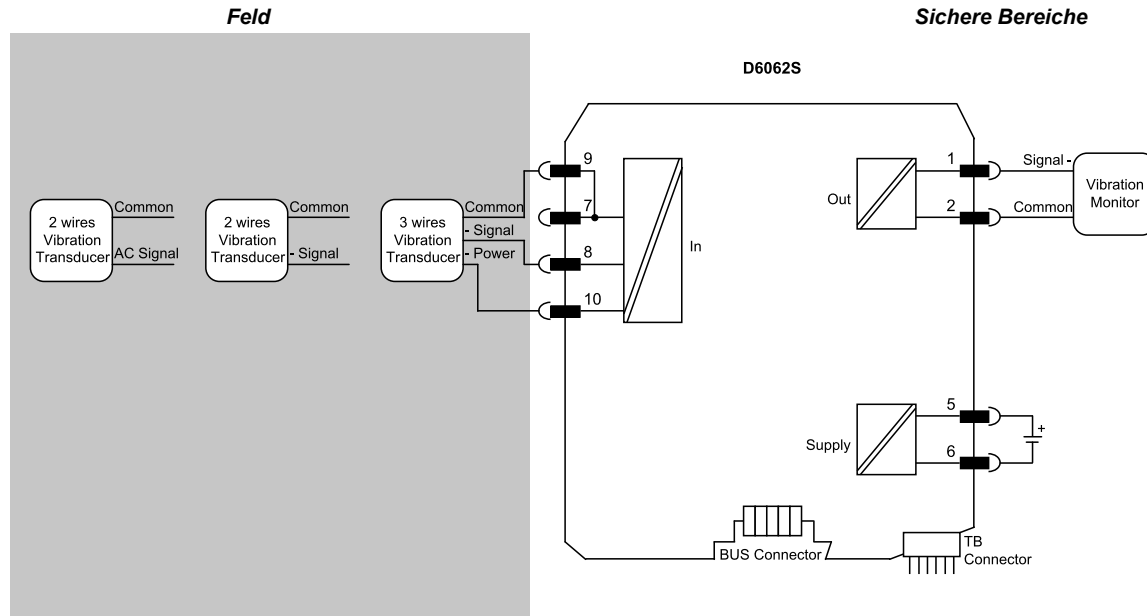 Feld
Sichere Bereiche
D6062S
2 wires
Vibration
Transducer
Common
AC Signal
2 wires
Vibration
Transducer
Common
- Signal
3 wires
Vibration
Transducer
Common
- Signal
- Power
9
7
8
10
In
Out
1
2
Signal -
Common
Vibration
Monitor
Supply
5
6
+
BUS Connector
TB
Connector